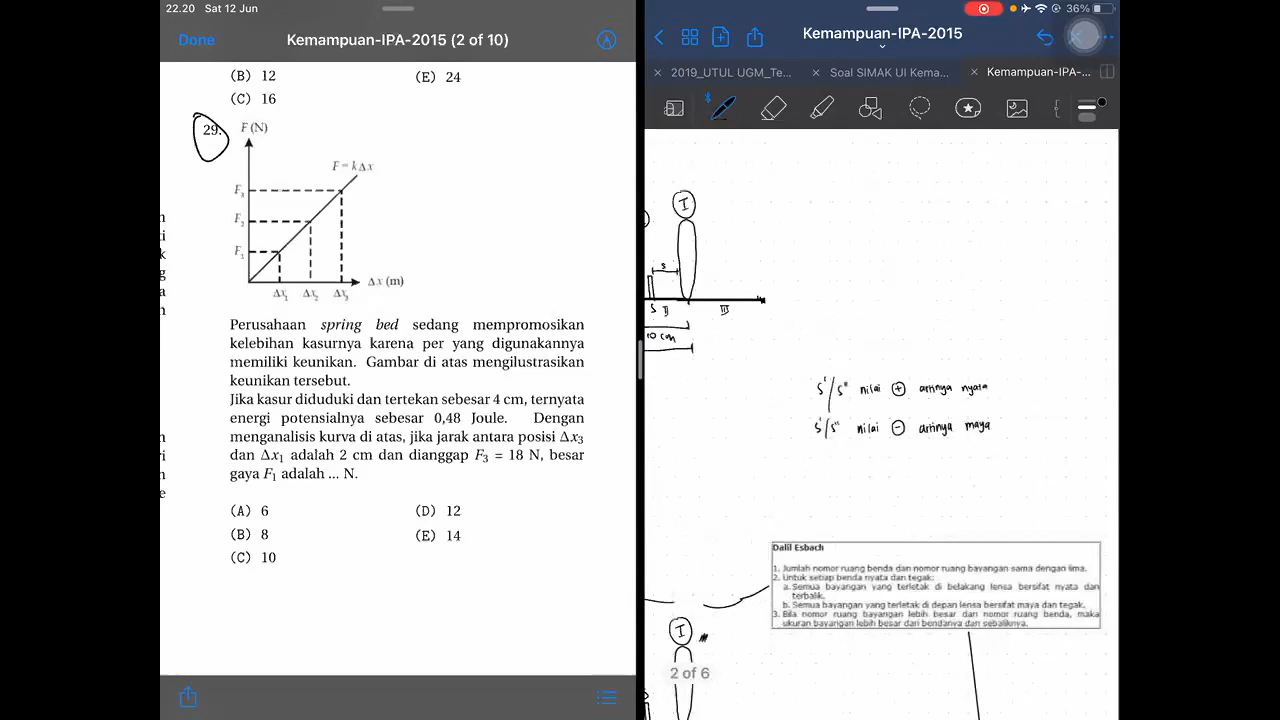 22.20 Sat 12 Jun
36%
Done
Kemampuan-IPA-2015 (2 of 10)
Kemampuan-IPA-2015
2019_UTUL UGM_Te...
Soal SIMAK UI Kema...
Kemampuan-IPA-...
(B) 12
(E) 24
(C) 16
29.
F (N)
F = kΔx
F₃
F₂
F₁
Δx₁ Δx₂ Δx₃ Δx (m)
Perusahaan spring bed sedang mempromosikan
kelebihan kasurnya karena per yang digunakannya
memiliki keunikan. Gambar di atas mengilustrasikan
keunikan tersebut.
Jika kasur diduduki dan tertekan sebesar 4 cm, ternyata
energi potensialnya sebesar 0,48 Joule. Dengan
menganalisis kurva di atas, jika jarak antara posisi Δx3
dan Δx1 adalah 2 cm dan dianggap F3 = 18 N, besar
gaya F1 adalah ... N.
(A) 6
(D) 12
(B) 8
(E) 14
(C) 10
I
s
S II III
10 cm
s'/s" nilai + artinya nyata
s'/s" nilai - artinya maya
Dalil Esbach
1. Jumlah nomor ruang benda dan nomor ruang bayangan sama dengan lima.
2. Untuk setiap benda nyata dan tegak:
a. Semua bayangan yang terletak di belakang lensa bersifat nyata dan
terbalik.
b. Semua bayangan yang terletak di depan lensa bersifat maya dan tegak.
3. Bila nomor ruang bayangan lebih besar dari nomor ruang benda, maka
ukuran bayangan lebih besar dari bendanya dan sebaliknya.
I
2 of 6